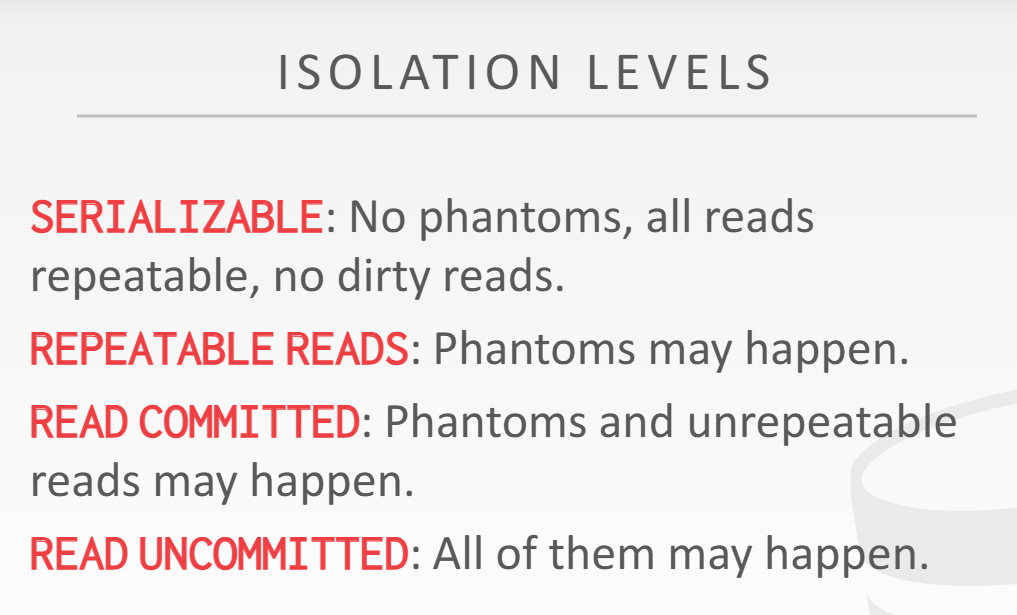 ISOLATION LEVELS
SERIALIZABLE: No phantoms, all reads
repeatable, no dirty reads.
REPEATABLE READS: Phantoms may happen.
READ COMMITTED: Phantoms and unrepeatable
reads may happen.
READ UNCOMMITTED: All of them may happen.